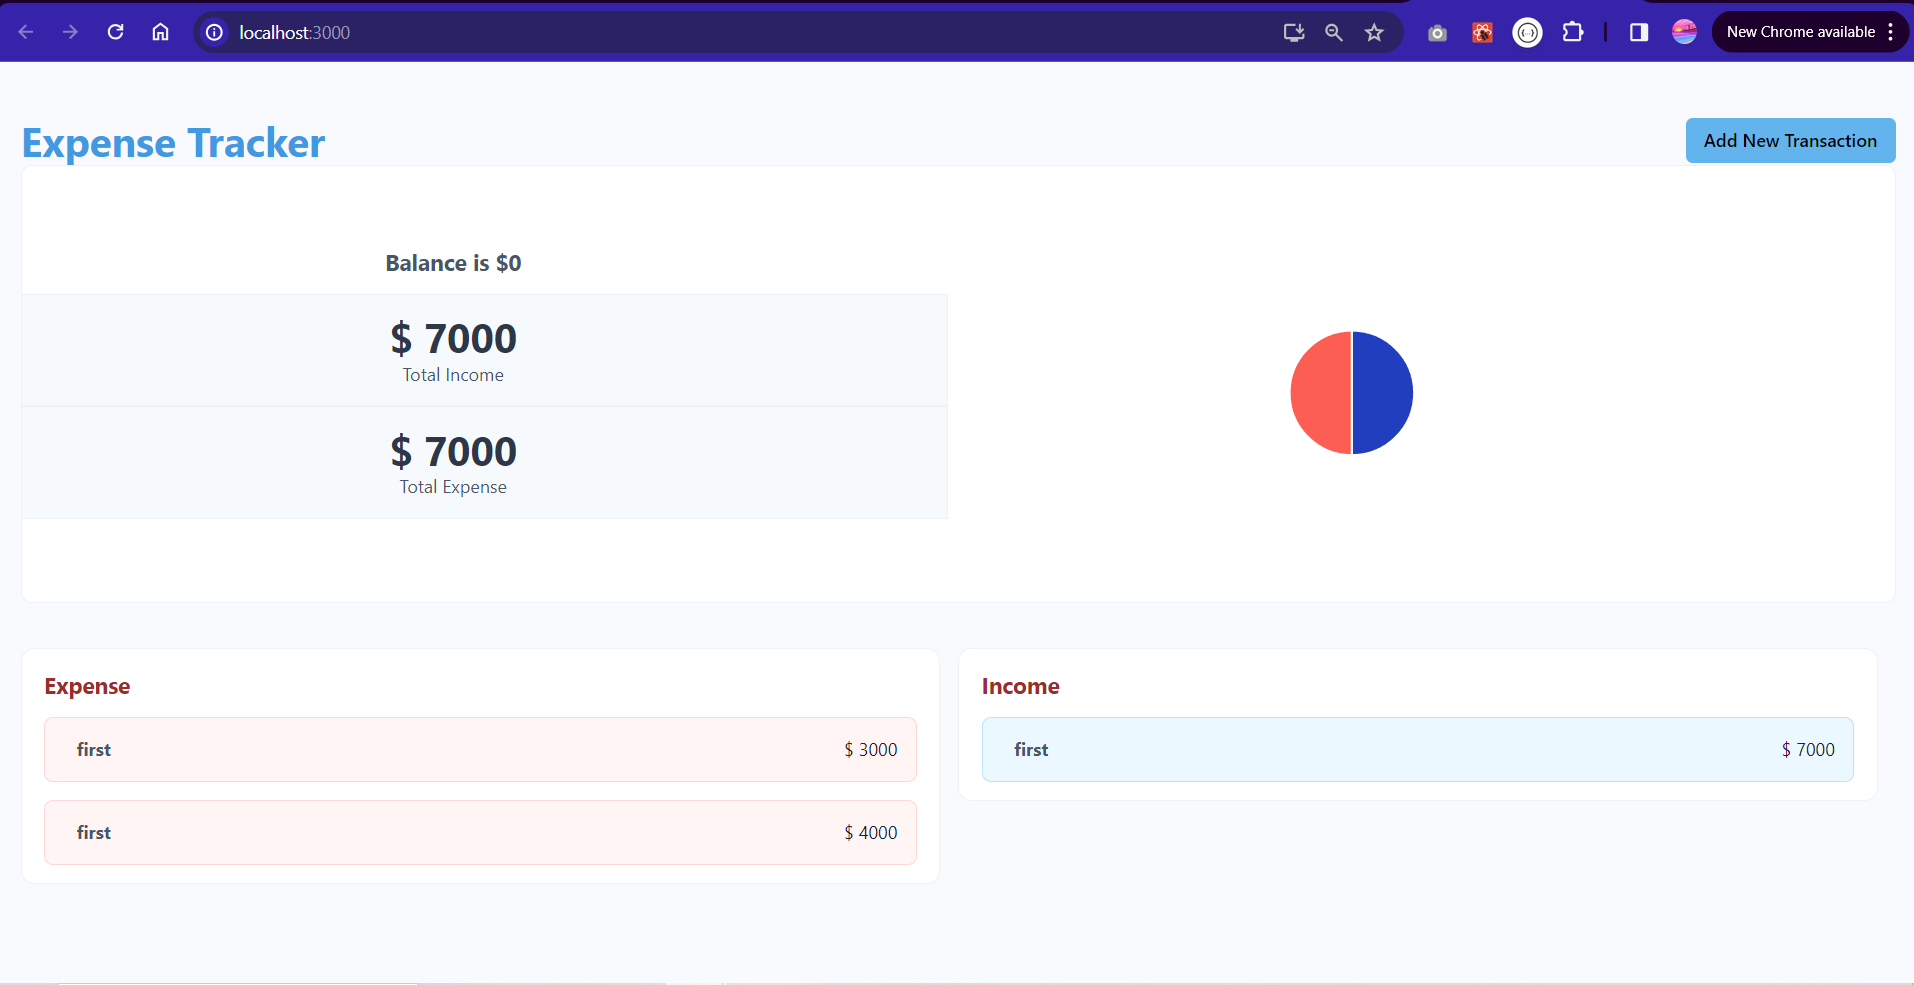 localhost:3000
New Chrome available
Expense Tracker
Add New Transaction
Balance is $0
$ 7000
Total Income
$ 7000
Total Expense
Expense
first $ 3000
first $ 4000
Income
first $ 7000